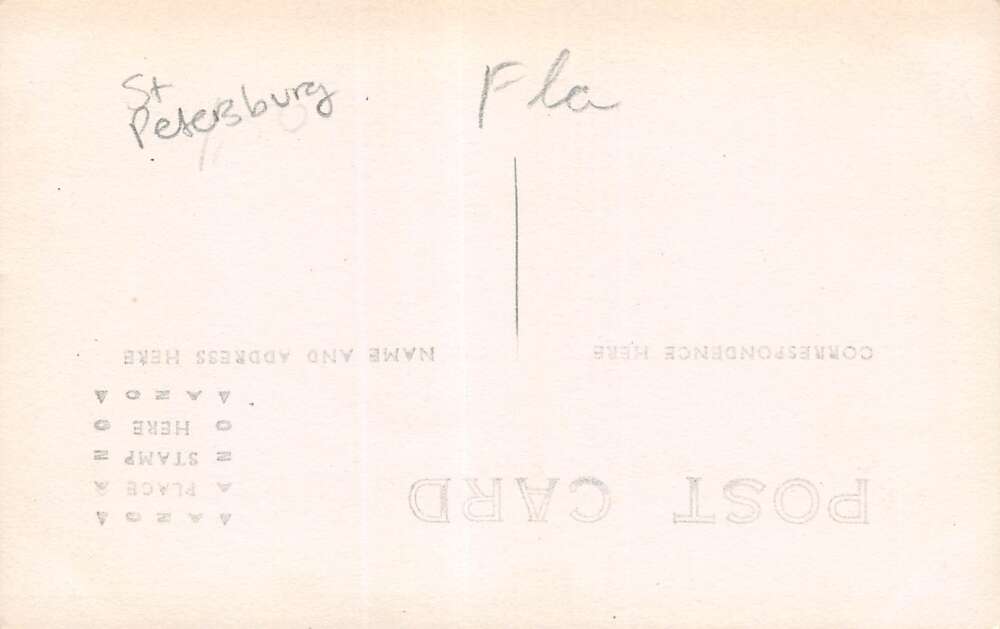 St
Petersburg
Fla
POST CARD
CORRESPONDENCE HERE
NAME AND ADDRESS HERE
▲ A Z O ▲
A PLACE A
Z STAMP Z
O HERE O
▲ A Z O ▲